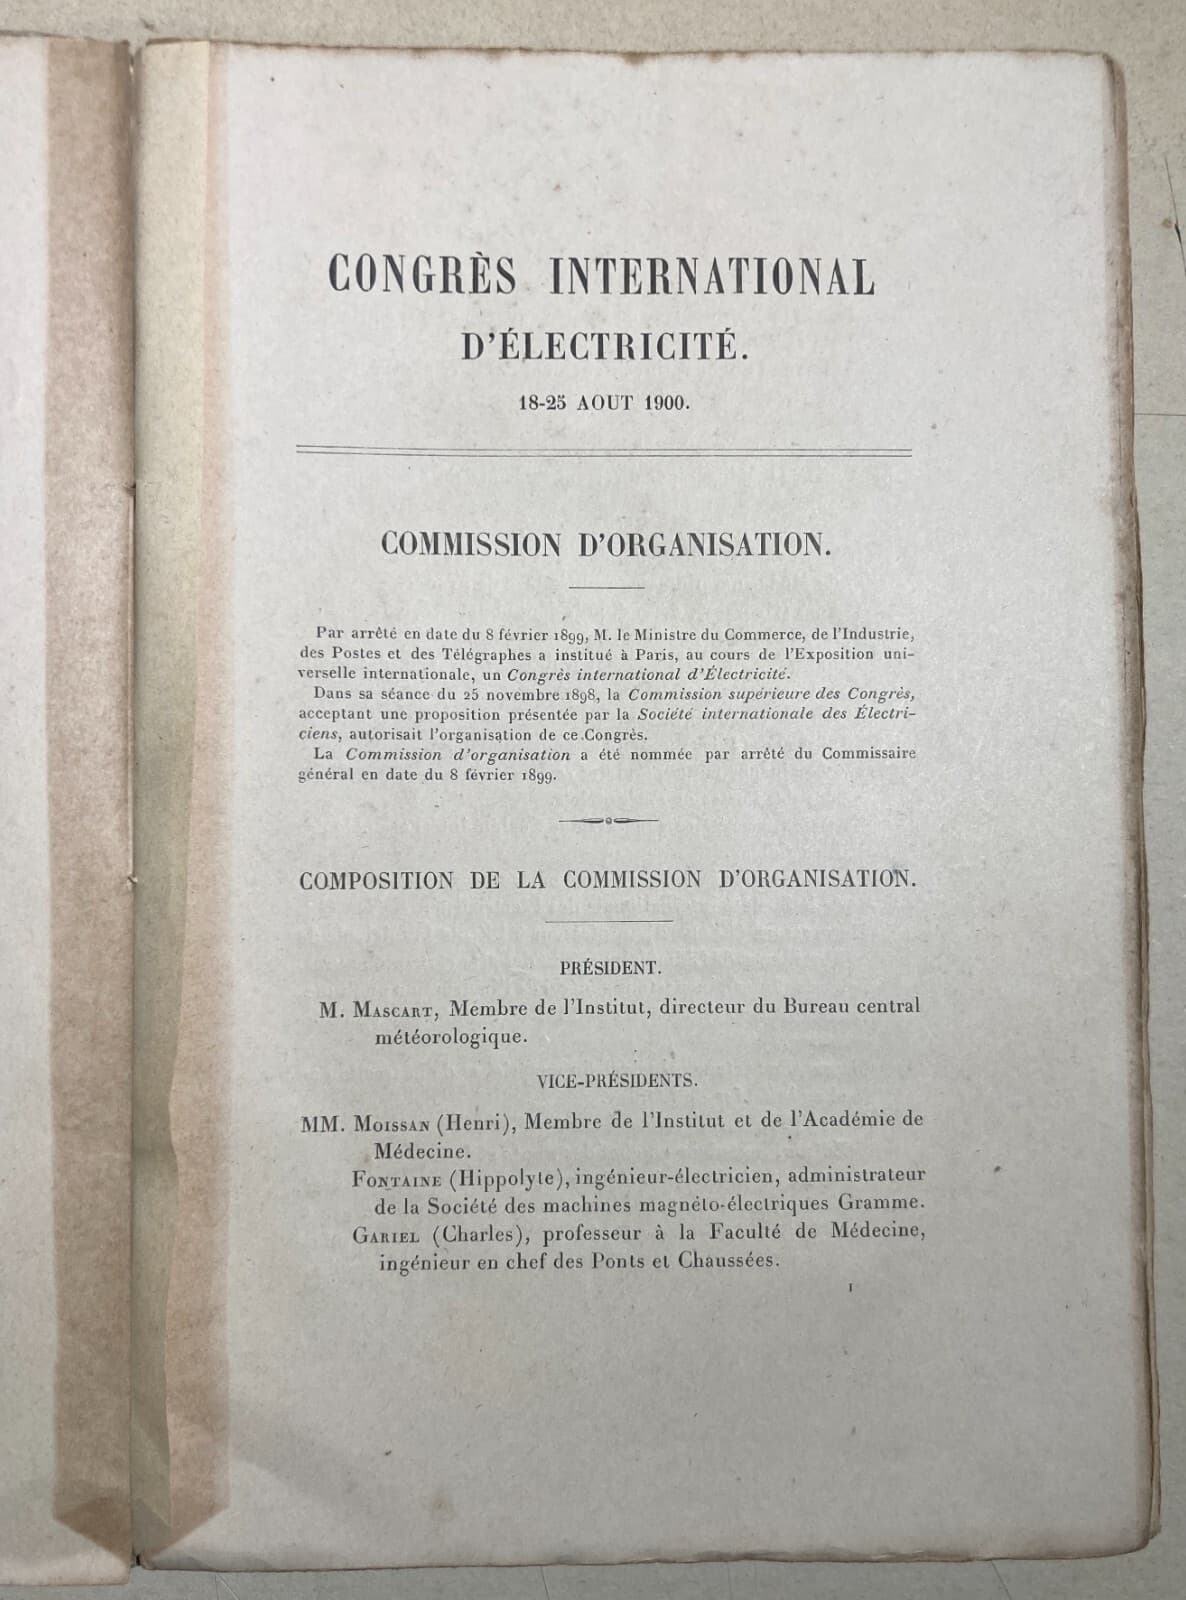 CONGRÈS INTERNATIONAL
D'ÉLECTRICITÉ.
18-25 AOUT 1900.
COMMISSION D'ORGANISATION.
Par arrêté en date du 8 février 1899, M. le Ministre du Commerce, de l'Industrie,
des Postes et des Télégraphes a institué à Paris, au cours de l'Exposition uni-
verselle internationale, un Congrès international d'Électricité.
Dans sa séance du 25 novembre 1898, la Commission supérieure des Congrès,
acceptant une proposition présentée par la Société internationale des Électri-
ciens, autorisait l'organisation de ce Congrès.
La Commission d'organisation a été nommée par arrêté du Commissaire
général en date du 8 février 1899.
COMPOSITION DE LA COMMISSION D'ORGANISATION.
PRÉSIDENT.
M. MASCART, Membre de l'Institut, directeur du Bureau central
météorologique.
VICE-PRÉSIDENTS.
MM. MOISSAN (Henri), Membre de l'Institut et de l'Académie de
Médecine.
FONTAINE (Hippolyte), ingénieur-électricien, administrateur
de la Société des machines magnéto-électriques Gramme.
GARIEL (Charles), professeur à la Faculté de Médecine,
ingénieur en chef des Ponts et Chaussées.
1